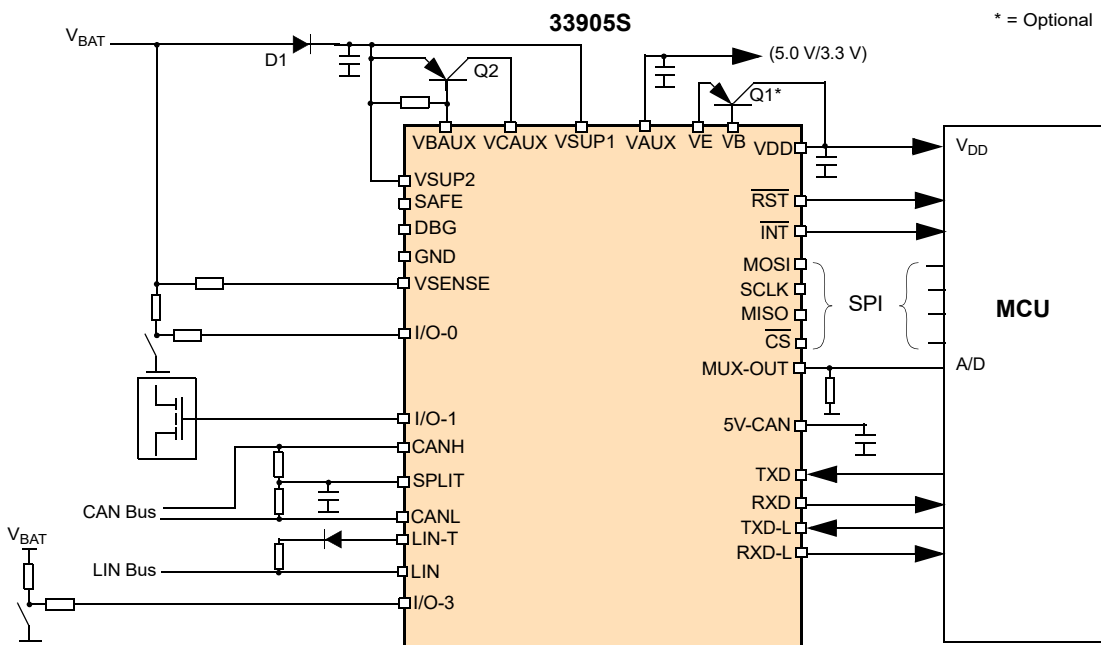 33905S
* = Optional
VBAT
D1
Q2
(5.0 V/3.3 V)
Q1*
VBAUX VCAUX VSUP1 VAUX VE VB
VDD
VDD
VSUP2
SAFE
RST
DBG
INT
GND
MOSI
VSENSE
SCLK
SPI
MCU
MISO
I/O-0
CS
MUX-OUT
A/D
I/O-1
5V-CAN
CANH
SPLIT
TXD
CAN Bus
CANL
RXD
VBAT
LIN-T
TXD-L
LIN Bus
LIN
RXD-L
I/O-3